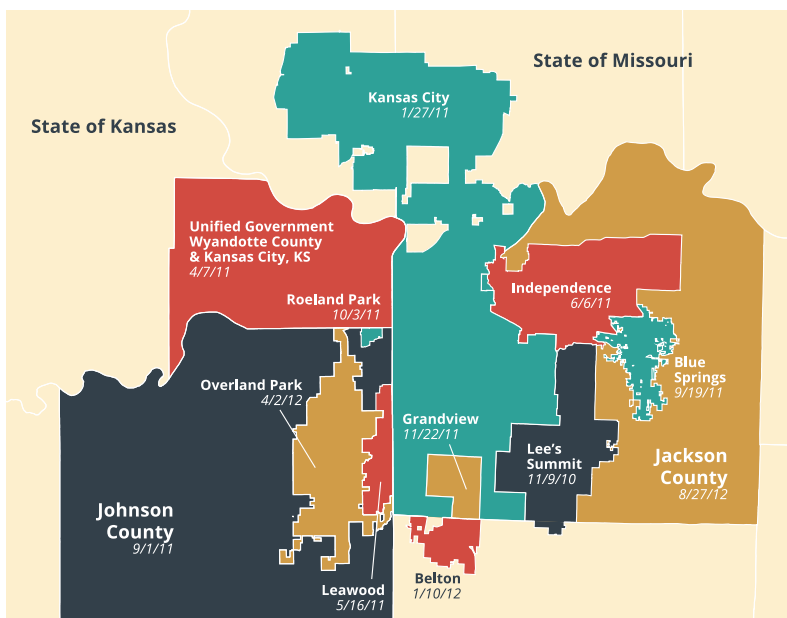 State of Missouri
Kansas City
1/27/11
State of Kansas
Unified Government
Wyandotte County
& Kansas City, KS
4/7/11
Roeland Park
10/3/11
Independence
6/6/11
Blue
Springs
9/19/11
Overland Park
4/2/12
Grandview
11/22/11
Lee's
Summit
11/9/10
Jackson
County
8/27/12
Johnson
County
9/1/11
Leawood
5/16/11
Belton
1/10/12